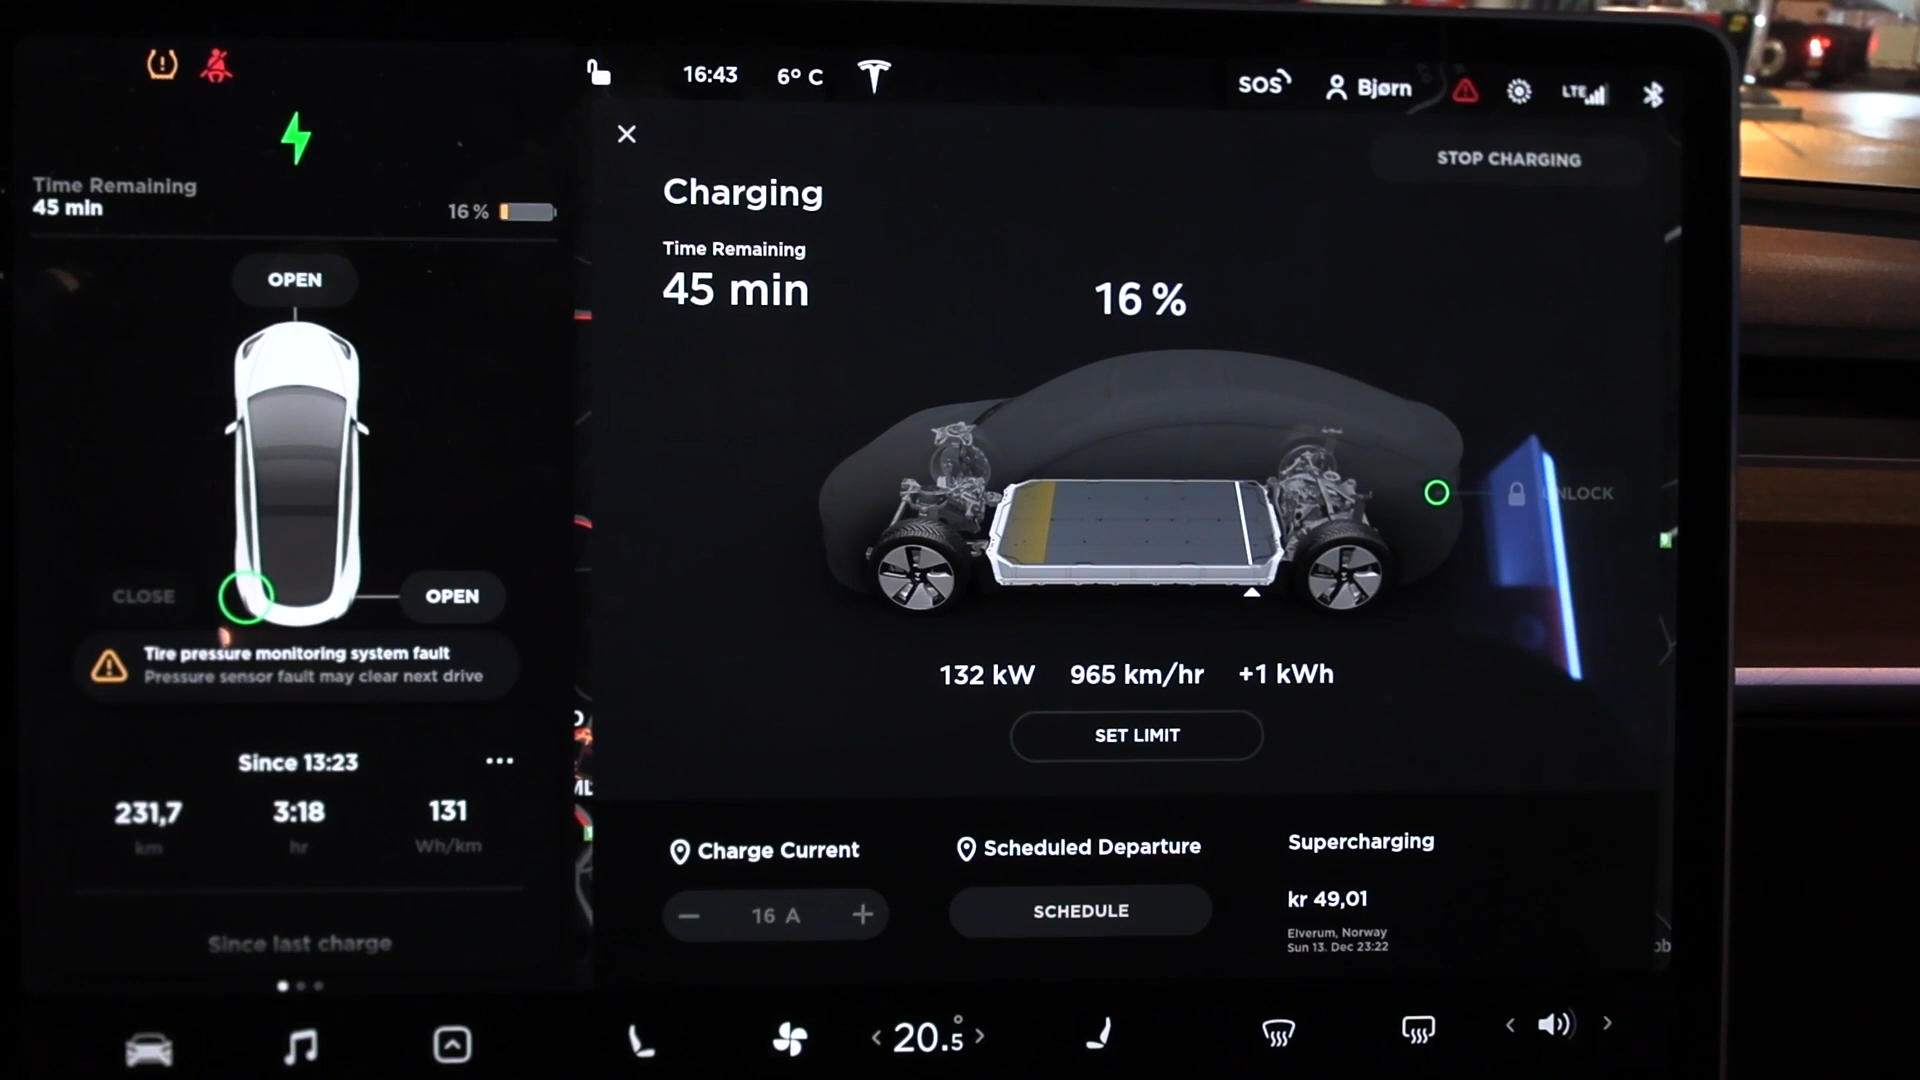 16:43
6° C
SOS
Bjørn
LTE
Time Remaining
45 min
16 %
OPEN
CLOSE
OPEN
Tire pressure monitoring system fault
Pressure sensor fault may clear next drive
Since 13:23
231,7
3:18
131
km
hr
Wh/km
Since last charge
STOP CHARGING
Charging
Time Remaining
45 min
16 %
UNLOCK
132 kW
965 km/hr
+1 kWh
SET LIMIT
Charge Current
16 A
Scheduled Departure
SCHEDULE
Supercharging
kr 49,01
Elverum, Norway
Sun 13. Dec 23:22
20.5°